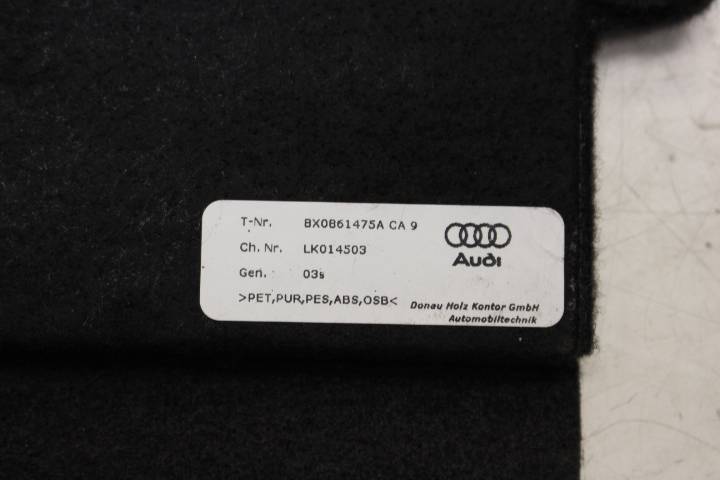 T-Nr. 8X0861475A CA 9
Ch. Nr. LK014503
Gen. 03s
>PET,PUR,PES,ABS,OSB<
Audi
Donau Holz Kontor GmbH
Automobiltechnik